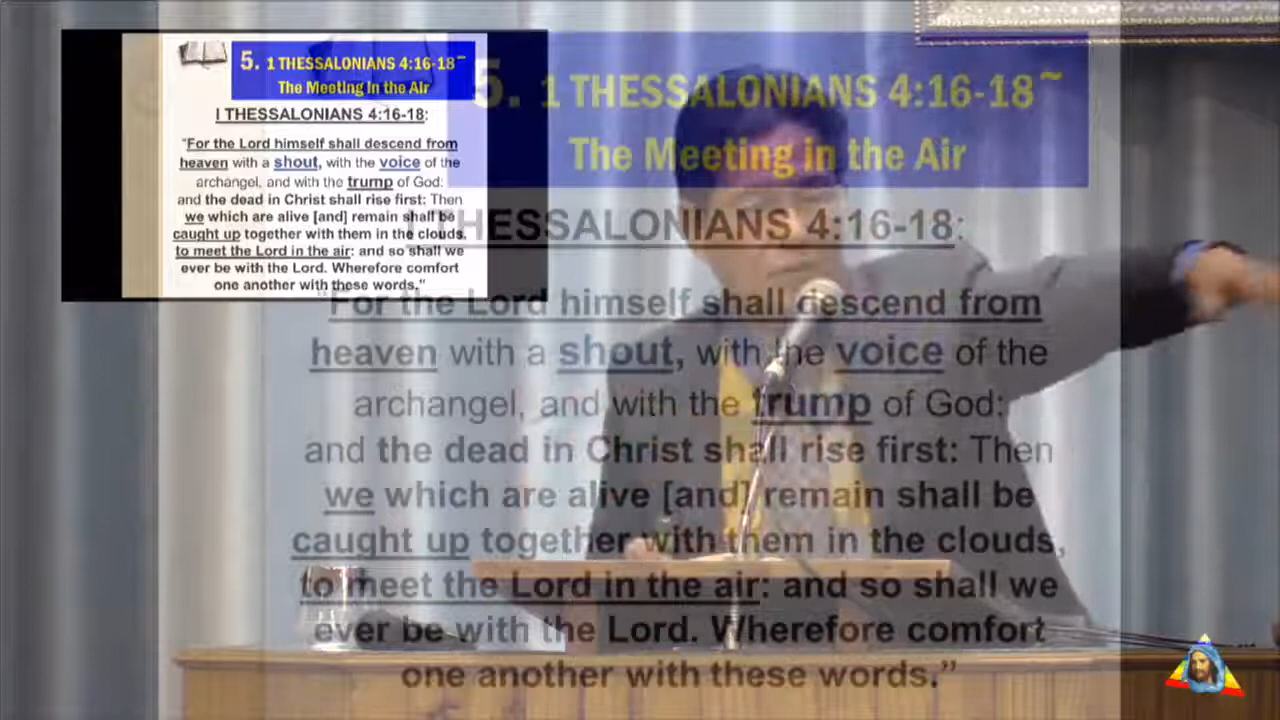 5. 1 THESSALONIANS 4:16-18~
The Meeting in the Air
I THESSALONIANS 4:16-18:
“For the Lord himself shall descend from
heaven with a shout, with the voice of the
archangel, and with the trump of God:
and the dead in Christ shall rise first: Then
we which are alive [and] remain shall be
caught up together with them in the clouds,
to meet the Lord in the air: and so shall we
ever be with the Lord. Wherefore comfort
one another with these words.”
5. 1 THESSALONIANS 4:16-18~
The Meeting in the Air
I THESSALONIANS 4:16-18:
“For the Lord himself shall descend from
heaven with a shout, with the voice of the
archangel, and with the trump of God:
and the dead in Christ shall rise first: Then
we which are alive [and] remain shall be
caught up together with them in the clouds,
to meet the Lord in the air: and so shall we
ever be with the Lord. Wherefore comfort
one another with these words.”